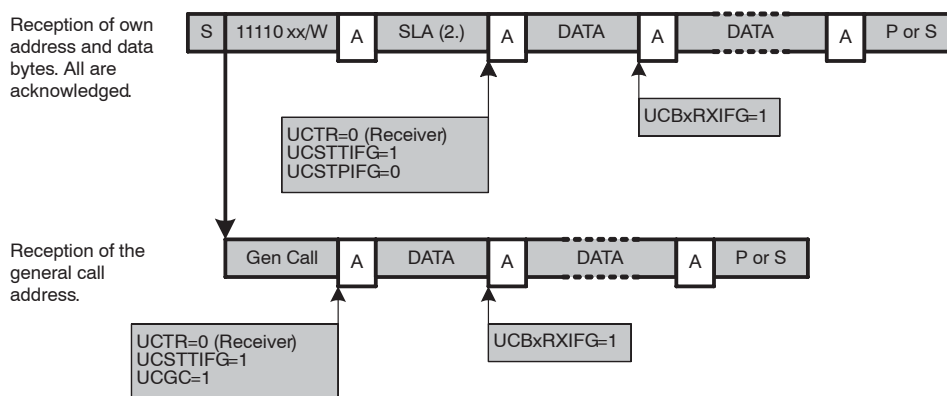 Reception of own
address and data
bytes. All are
acknowledged.
S 11110 xx/W A SLA (2.) A DATA A DATA A P or S
UCBxRXIFG=1
UCTR=0 (Receiver)
UCSTTIFG=1
UCSTPIFG=0
Reception of the
general call
address.
Gen Call A DATA A DATA A P or S
UCTR=0 (Receiver)
UCSTTIFG=1
UCGC=1
UCBxRXIFG=1